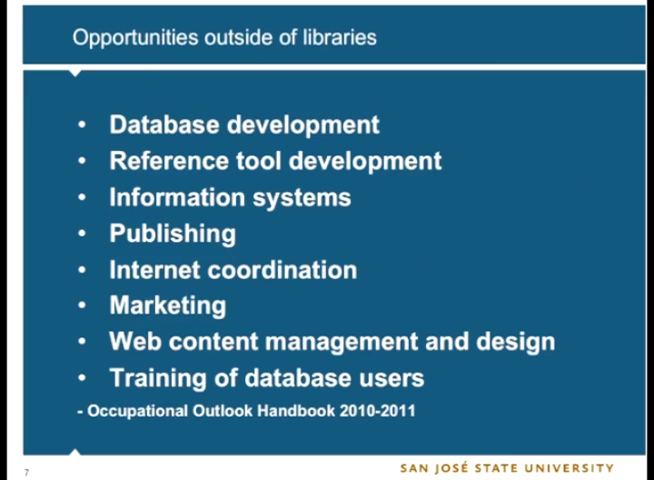 Opportunities outside of libraries
• Database development
• Reference tool development
• Information systems
• Publishing
• Internet coordination
• Marketing
• Web content management and design
• Training of database users
- Occupational Outlook Handbook 2010-2011
7
SAN JOSÉ STATE UNIVERSITY